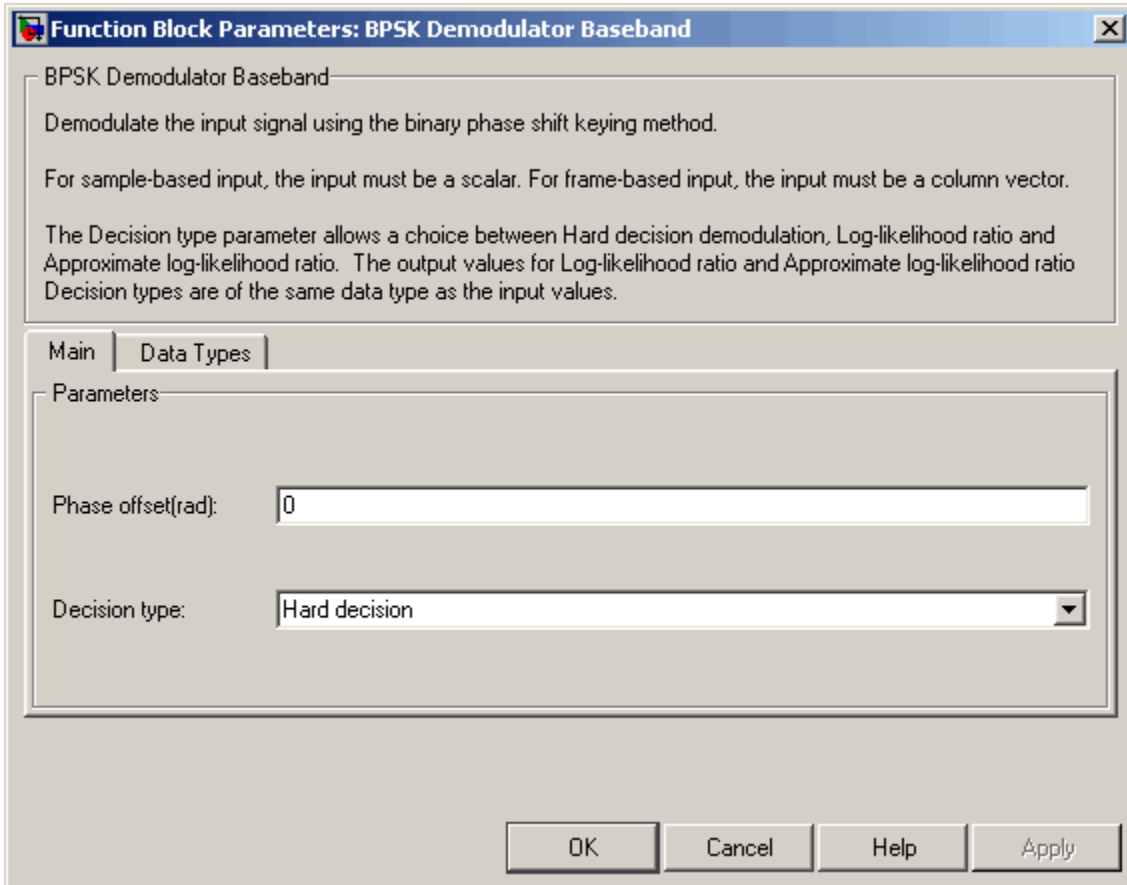 Function Block Parameters: BPSK Demodulator Baseband
BPSK Demodulator Baseband
Demodulate the input signal using the binary phase shift keying method.
For sample-based input, the input must be a scalar. For frame-based input, the input must be a column vector.
The Decision type parameter allows a choice between Hard decision demodulation, Log-likelihood ratio and
Approximate log-likelihood ratio.  The output values for Log-likelihood ratio and Approximate log-likelihood ratio
Decision types are of the same data type as the input values.
Main Data Types
Parameters
Phase offset(rad): 0
Decision type: Hard decision
OK Cancel Help Apply